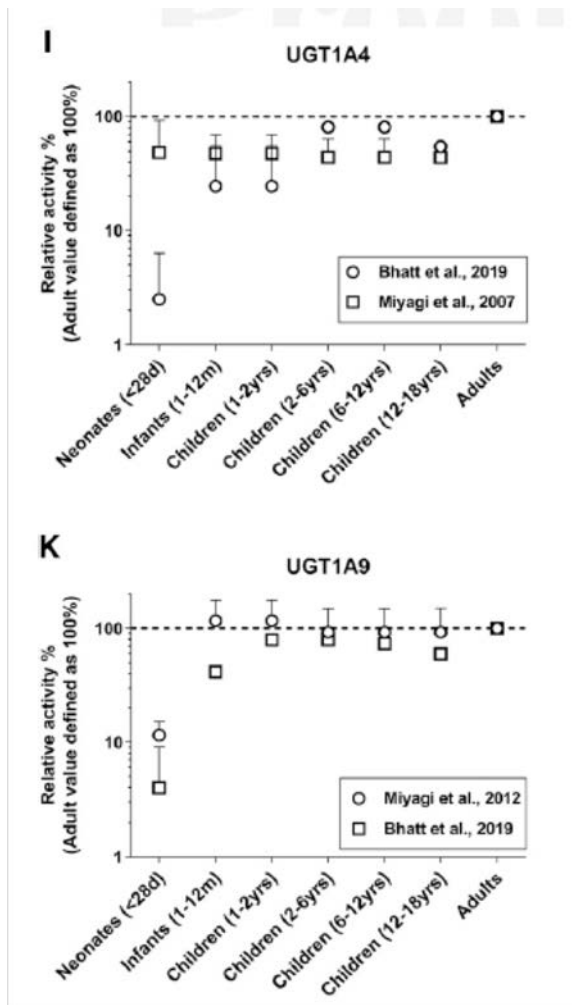 I
UGT1A4
Relative activity %
(Adult value defined as 100%)
100
10
1
Bhatt et al., 2019
Miyagi et al., 2007
Neonates (<28d)
Infants (1-12m)
Children (1-2yrs)
Children (2-6yrs)
Children (6-12yrs)
Children (12-18yrs)
Adults
K
UGT1A9
Relative activity %
(Adult value defined as 100%)
100
10
1
Miyagi et al., 2012
Bhatt et al., 2019
Neonates (<28d)
Infants (1-12m)
Children (1-2yrs)
Children (2-6yrs)
Children (6-12yrs)
Children (12-18yrs)
Adults